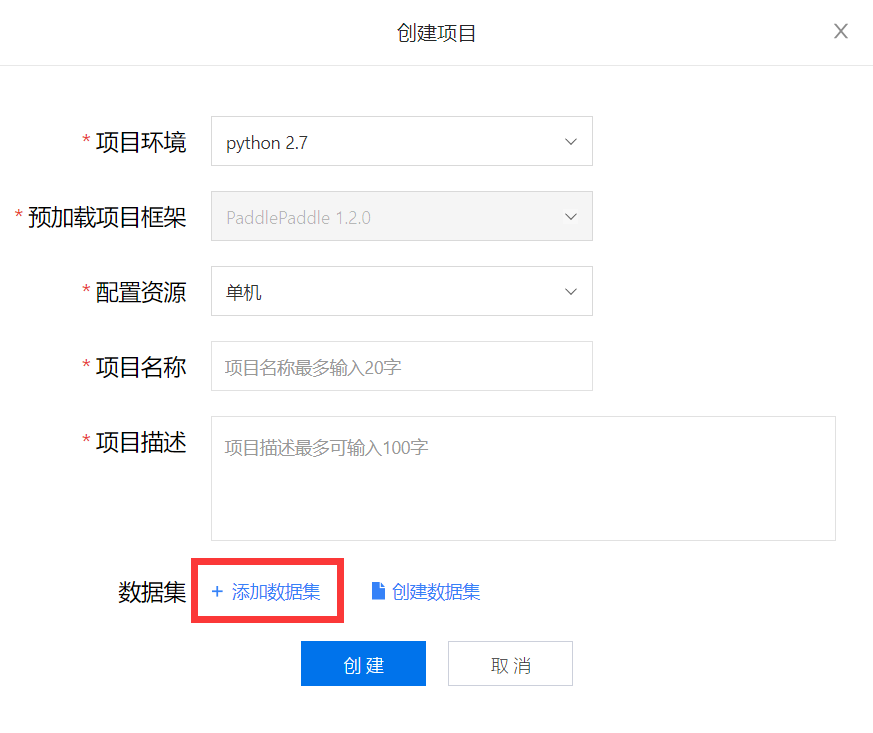 创建项目
* 项目环境 python 2.7
* 预加载项目框架 PaddlePaddle 1.2.0
* 配置资源 单机
* 项目名称 项目名称最多输入20字
* 项目描述 项目描述最多可输入100字
数据集 + 添加数据集 创建数据集
创建 取消